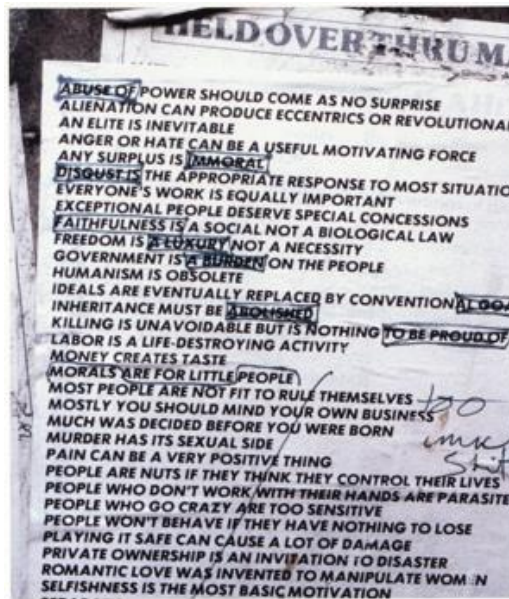 HELD OVER THRU MA
ABUSE OF POWER SHOULD COME AS NO SURPRISE
ALIENATION CAN PRODUCE ECCENTRICS OR REVOLUTIONA
AN ELITE IS INEVITABLE
ANGER OR HATE CAN BE A USEFUL MOTIVATING FORCE
ANY SURPLUS IS IMMORAL
DISGUST IS THE APPROPRIATE RESPONSE TO MOST SITUATIO
EVERYONE'S WORK IS EQUALLY IMPORTANT
EXCEPTIONAL PEOPLE DESERVE SPECIAL CONCESSIONS
FAITHFULNESS IS A SOCIAL NOT A BIOLOGICAL LAW
FREEDOM IS A LUXURY NOT A NECESSITY
GOVERNMENT IS A BURDEN ON THE PEOPLE
HUMANISM IS OBSOLETE
IDEALS ARE EVENTUALLY REPLACED BY CONVENTIONAL GOA
INHERITANCE MUST BE ABOLISHED
KILLING IS UNAVOIDABLE BUT IS NOTHING TO BE PROUD OF
LABOR IS A LIFE-DESTROYING ACTIVITY
MONEY CREATES TASTE
MORALS ARE FOR LITTLE PEOPLE
MOST PEOPLE ARE NOT FIT TO RULE THEMSELVES
too
MOSTLY YOU SHOULD MIND YOUR OWN BUSINESS
MUCH WAS DECIDED BEFORE YOU WERE BORN
MURDER HAS ITS SEXUAL SIDE
PAIN CAN BE A VERY POSITIVE THING
Shit
PEOPLE ARE NUTS IF THEY THINK THEY CONTROL THEIR LIVES
PEOPLE WHO DON'T WORK WITH THEIR HANDS ARE PARASITE
PEOPLE WHO GO CRAZY ARE TOO SENSITIVE
PEOPLE WON'T BEHAVE IF THEY HAVE NOTHING TO LOSE
PLAYING IT SAFE CAN CAUSE A LOT OF DAMAGE
PRIVATE OWNERSHIP IS AN INVITATION TO DISASTER
ROMANTIC LOVE WAS INVENTED TO MANIPULATE WOMEN
SELFISHNESS IS THE MOST BASIC MOTIVATION